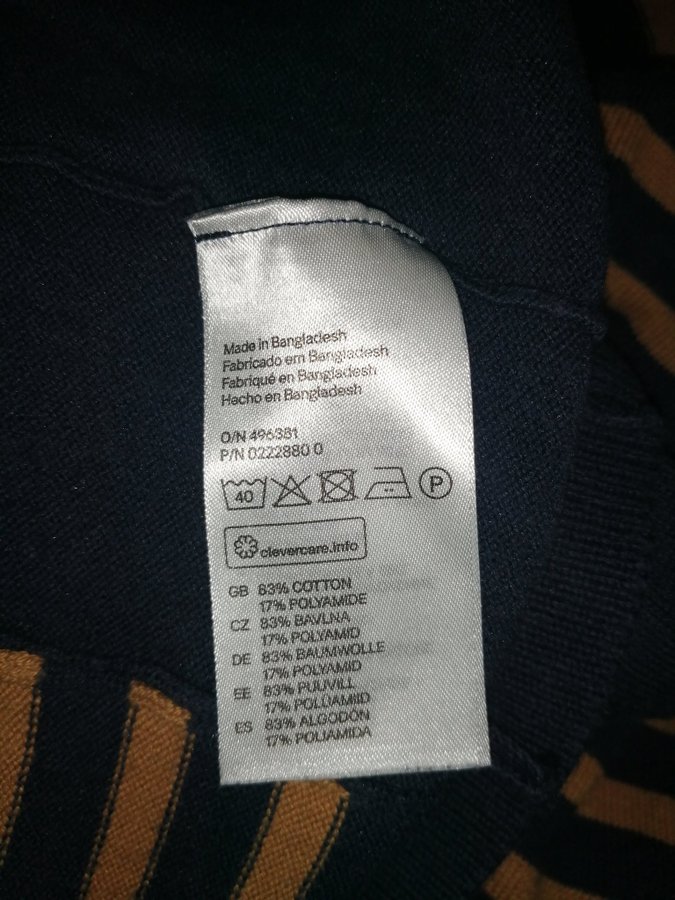 Made in Bangladesh
Fabricado em Bangladesh
Fabriqué en Bangladesh
Hecho en Bangladesh
O/N 496381
P/N 0222880 0
40 P
clevercare.info
GB 83% COTTON
17% POLYAMIDE
CZ 83% BAVLNA
17% POLYAMID
DE 83% BAUMWOLLE
17% POLYAMID
EE 83% PUUVILL
17% POLÜAMIID
ES 83% ALGODÓN
17% POLIAMIDA